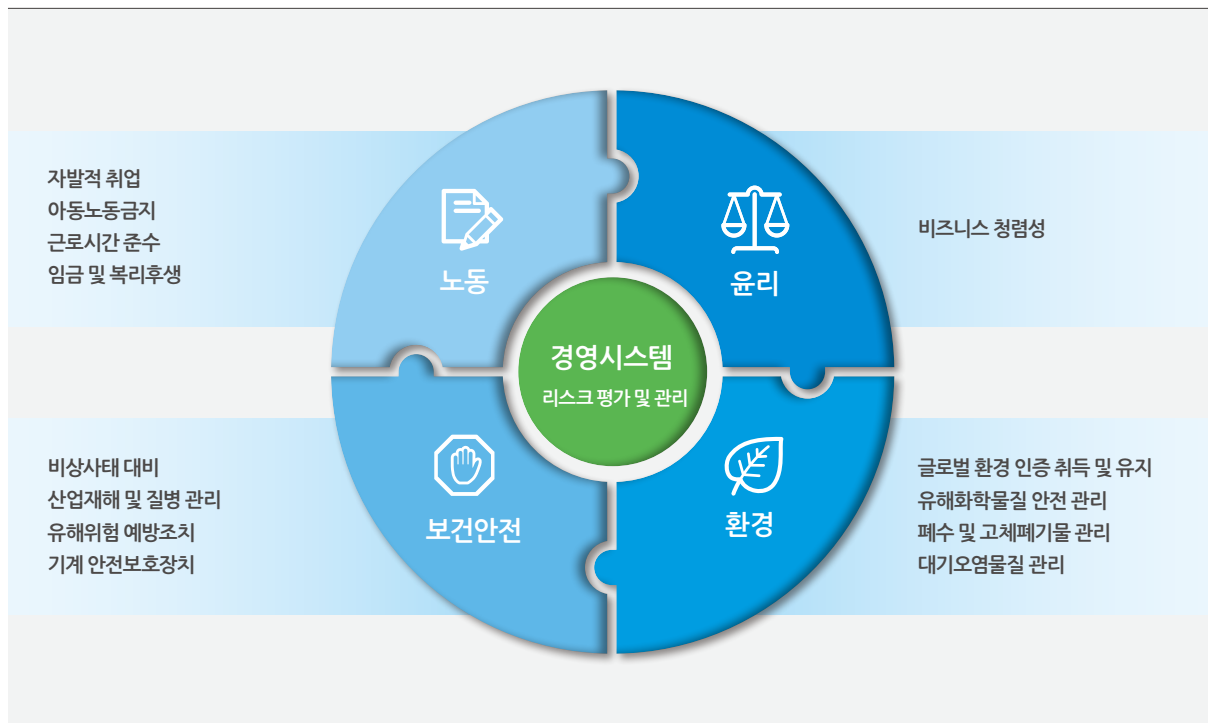 자발적 취업
아동노동금지
근로시간 준수
임금 및 복리후생
노동
윤리
비즈니스 청렴성
경영시스템
리스크 평가 및 관리
비상사태 대비
산업재해 및 질병 관리
유해위험 예방조치
기계 안전보호장치
보건안전
환경
글로벌 환경 인증 취득 및 유지
유해화학물질 안전 관리
폐수 및 고체폐기물 관리
대기오염물질 관리